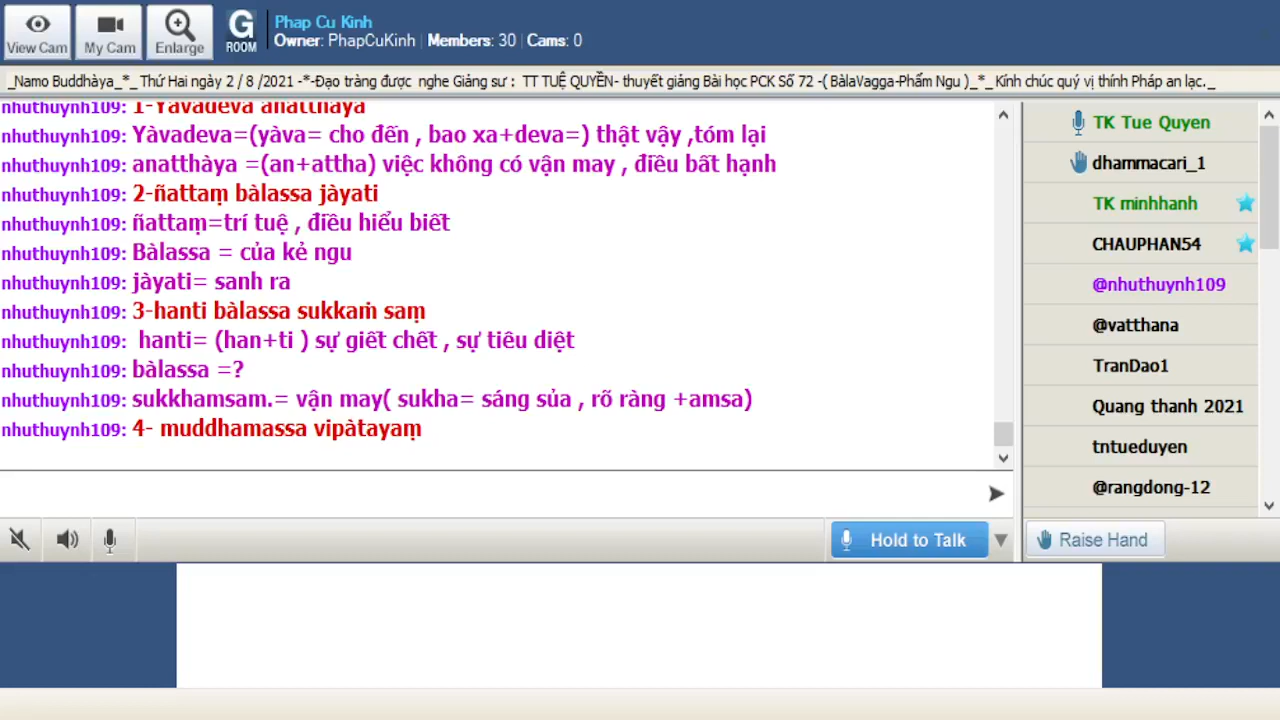 View Cam
My Cam
Enlarge
G
ROOM
Phap Cu Kinh
Owner: PhapCuKinh | Members: 30 | Cams: 0
_Namo Buddhàya_*_ Thứ Hai ngày 2 / 8 /2021 -*-Đạo tràng được nghe Giảng sư : TT TUỆ QUYỀN- thuyết giảng Bài học PCK Số 72 -( BàlaVagga-Phẩm Ngu )_*_ Kính chúc quý vị thính Pháp an lạc._
nhuthuynh109: 1-Yàvadeva anatthàya
nhuthuynh109: Yàvadeva=(yàva= cho đến , bao xa+deva=) thật vậy ,tóm lại
nhuthuynh109: anatthàya =(an+attha) việc không có vận may , điều bất hạnh
nhuthuynh109: 2-ñattaṃ bàlassa jàyati
nhuthuynh109: ñattaṃ=trí tuệ , điều hiểu biết
nhuthuynh109: Bàlassa = của kẻ ngu
nhuthuynh109: jàyati= sanh ra
nhuthuynh109: 3-hanti bàlassa sukkaṁ saṃ
nhuthuynh109: hanti= (han+ti ) sự giết chết , sự tiêu diệt
nhuthuynh109: bàlassa =?
nhuthuynh109: sukkhamsam.= vận may( sukha= sáng sủa , rõ ràng +amsa)
nhuthuynh109: 4- muddhamassa vipàtayaṃ
Hold to Talk
TK Tue Quyen
dhammacari_1
TK minhhanh
CHAUPHAN54
@nhuthuynh109
@vatthana
TranDao1
Quang thanh 2021
tntueduyen
@rangdong-12
Raise Hand